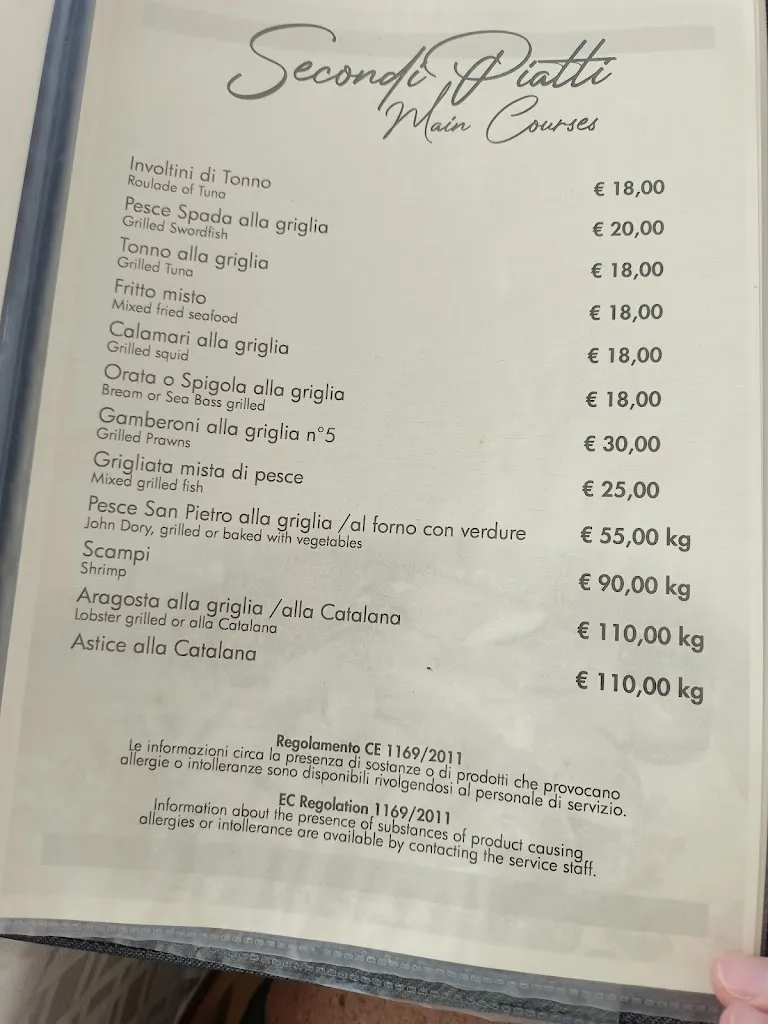 Secondi Piatti
Main Courses
Involtini di Tonno € 18,00
Roulade of Tuna
Pesce Spada alla griglia € 20,00
Grilled Swordfish
Tonno alla griglia € 18,00
Grilled Tuna
Fritto misto € 18,00
Mixed fried seafood
Calamari alla griglia € 18,00
Grilled squid
Orata o Spigola alla griglia € 18,00
Bream or Sea Bass grilled
Gamberoni alla griglia n°5 € 30,00
Grilled Prawns
Grigliata mista di pesce € 25,00
Mixed grilled fish
Pesce San Pietro alla griglia /al forno con verdure € 55,00 kg
John Dory, grilled or baked with vegetables
Scampi € 90,00 kg
Shrimp
Aragosta alla griglia /alla Catalana € 110,00 kg
Lobster grilled or alla Catalana
Astice alla Catalana € 110,00 kg
Regolamento CE 1169/2011
Le informazioni circa la presenza di sostanze o di prodotti che provocano
allergie o intolleranze sono disponibili rivolgendosi al personale di servizio.
EC Regolation 1169/2011
Information about the presence of substances of product causing
allergies or intollerance are available by contacting the service staff.